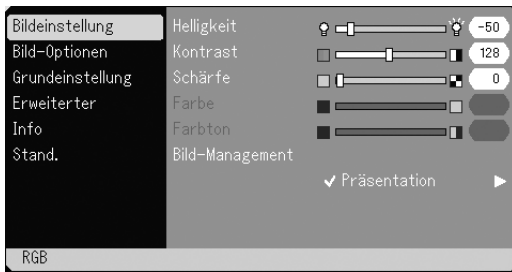 Bildeinstellung
Bild-Optionen
Grundeinstellung
Erweiterter
Info
Stand.
Helligkeit -50
Kontrast 128
Schärfe 0
Farbe
Farbton
Bild-Management
Präsentation
RGB